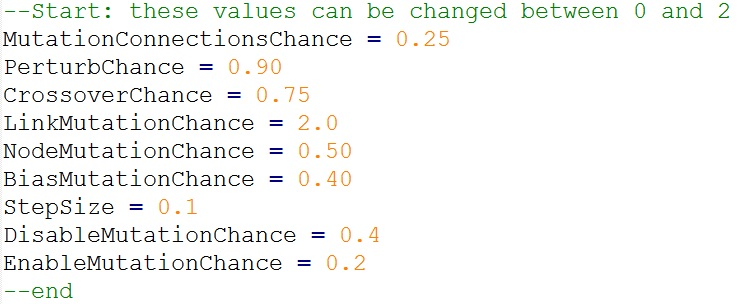 --Start: these values can be changed between 0 and 2
MutationConnectionsChance = 0.25
PerturbChance = 0.90
CrossoverChance = 0.75
LinkMutationChance = 2.0
NodeMutationChance = 0.50
BiasMutationChance = 0.40
StepSize = 0.1
DisableMutationChance = 0.4
EnableMutationChance = 0.2
--end